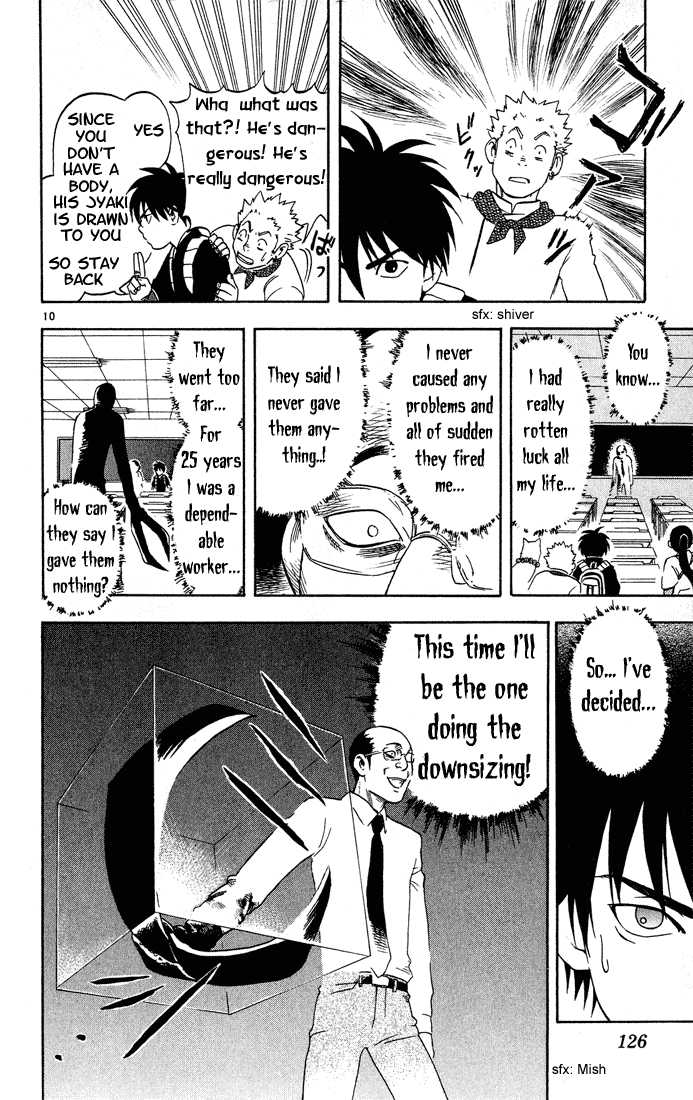 ゴゴ
sfx: shiver
Wha what was
that?! He's dan-
gerous! He's
really dangerous!
YES
SINCE
YOU
DON'T
HAVE A
BODY,
HIS JYAKI
IS DRAWN
TO YOU
SO STAY
BACK
10
You
know...
I had
really
rotten
luck all
my life...
I never
caused any
problems and
all of sudden
they fired
me...
They said I
never gave
them any-
thing..!
They
went too
far...
For
25 years
I was a
depend-
able
worker...
How can
they say I
gave them
nothing?
So... I've
decided...
This time I'll
be the one
doing the
downsizing!
126
sfx: Mish